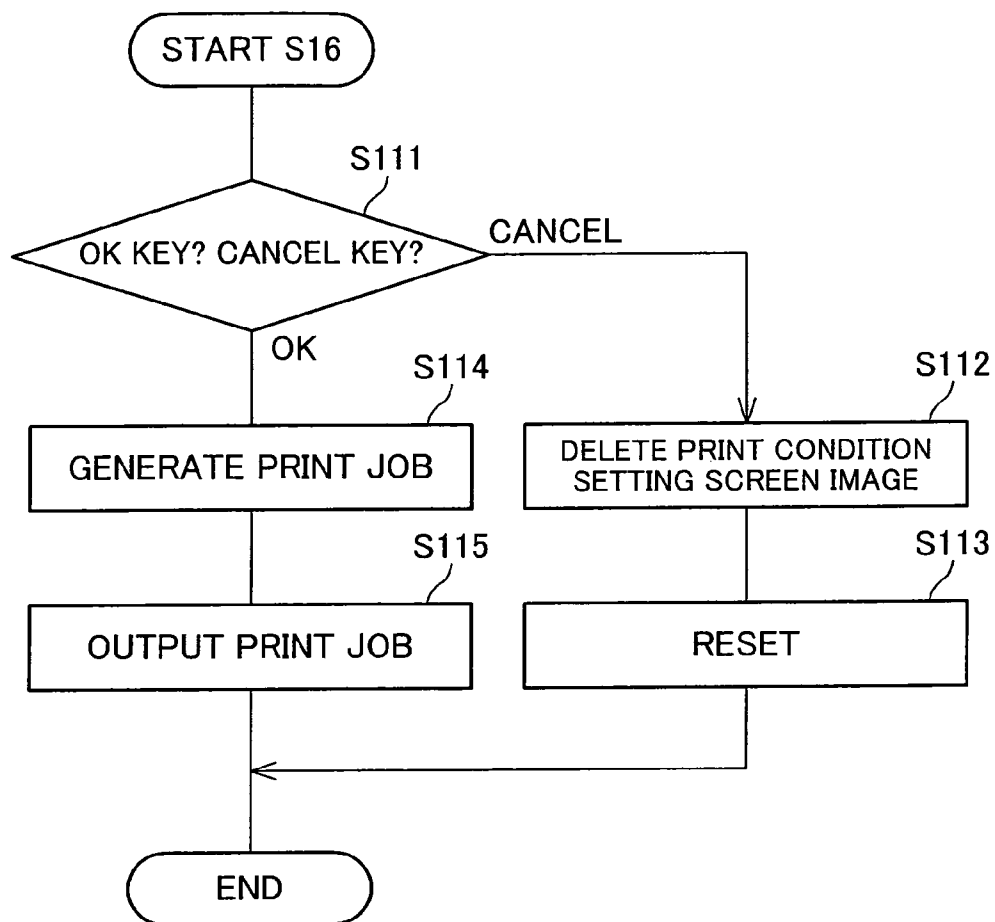 START S16
S111
OK KEY? CANCEL KEY?
CANCEL
OK
S114
GENERATE PRINT JOB
S112
DELETE PRINT CONDITION
SETTING SCREEN IMAGE
S115
OUTPUT PRINT JOB
S113
RESET
END